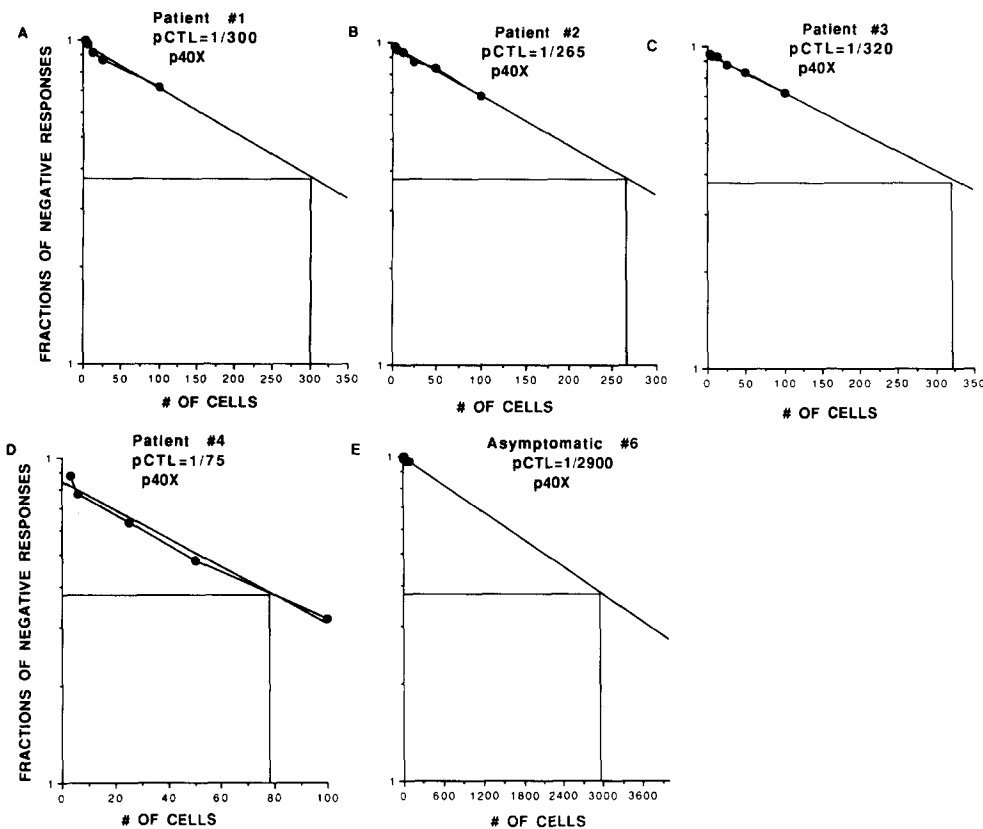 A
Patient #1
pCTL=1/300
p40X
FRACTIONS OF NEGATIVE RESPONSES
1
1
0 50 100 150 200 250 300 350
# OF CELLS
B
Patient #2
pCTL=1/265
p40X
1
1
0 50 100 150 200 250 300
# OF CELLS
C
Patient #3
pCTL=1/320
p40X
1
1
0 50 100 150 200 250 300 350
# OF CELLS
D
Patient #4
pCTL=1/75
p40X
FRACTIONS OF NEGATIVE RESPONSES
1
1
0 20 40 60 80 100
# OF CELLS
E
Asymptomatic #6
pCTL=1/2900
p40X
1
1
0 600 1200 1800 2400 3000 3600
# OF CELLS